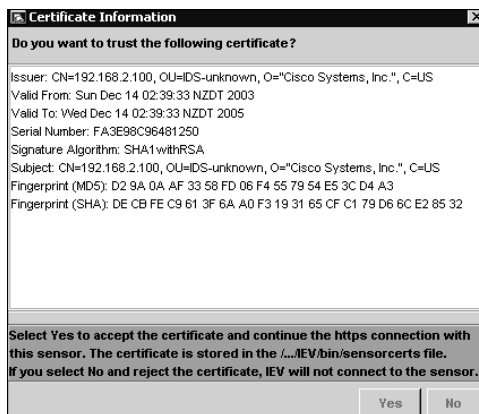 Certificate Information
Do you want to trust the following certificate?
Issuer: CN=192.168.2.100, OU=IDS-unknown, O="Cisco Systems, Inc.", C=US
Valid From: Sun Dec 14 02:39:33 NZDT 2003
Valid To: Wed Dec 14 02:39:33 NZDT 2005
Serial Number: FA3E98C96481250
Signature Algorithm: SHA1withRSA
Subject: CN=192.168.2.100, OU=IDS-unknown, O="Cisco Systems, Inc.", C=US
Fingerprint (MD5): D2 9A 0A AF 33 58 FD 06 F4 55 79 54 E5 3C D4 A3
Fingerprint (SHA): DE CB FE C9 61 3F 6A A0 F3 19 31 65 CF C1 79 D6 6C E2 85 32
Select Yes to accept the certificate and continue the https connection with
this sensor. The certificate is stored in the /.../IEV/bin/sensorcerts file.
If you select No and reject the certificate, IEV will not connect to the sensor.
Yes No